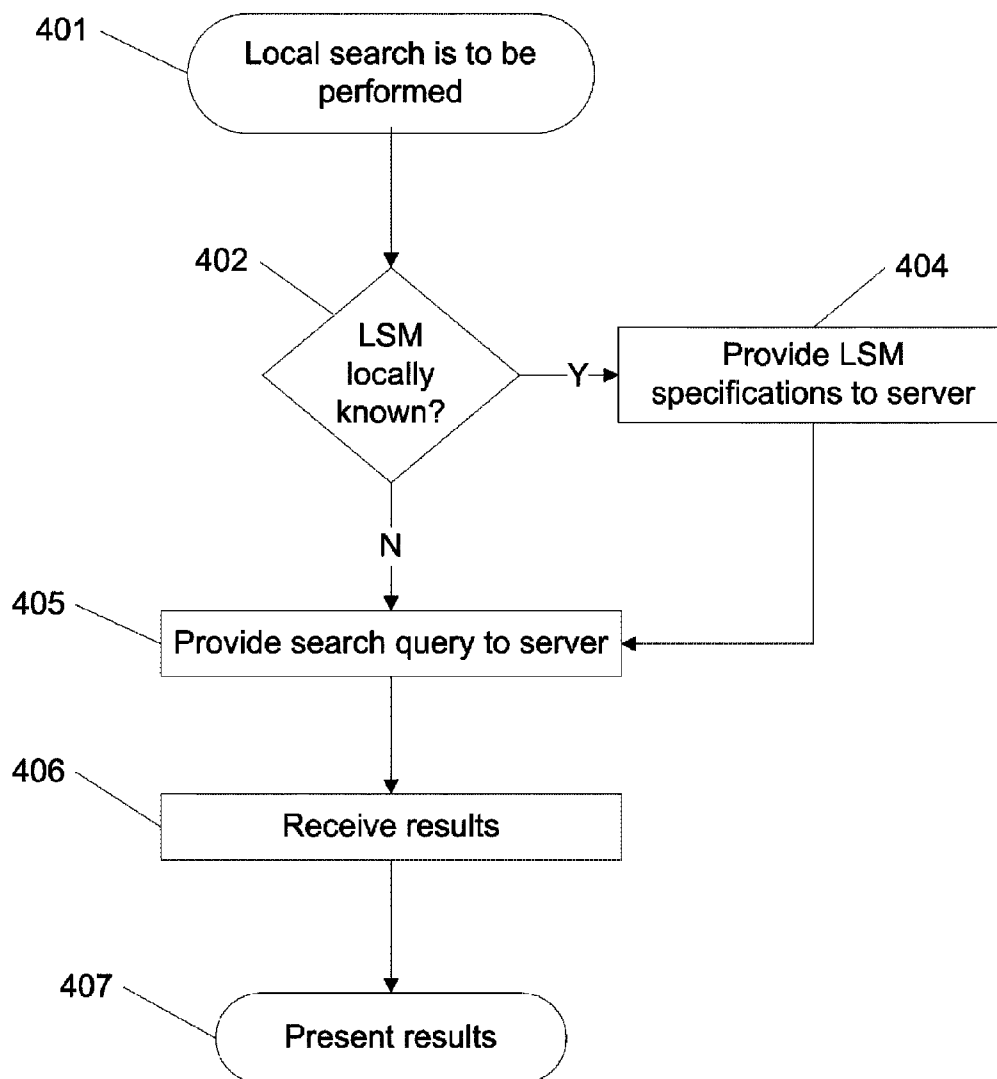 401
Local search is to be
performed
402
404
LSM
locally
known?
Y
Provide LSM
specifications to server
N
405
Provide search query to server
406
Receive results
407
Present results